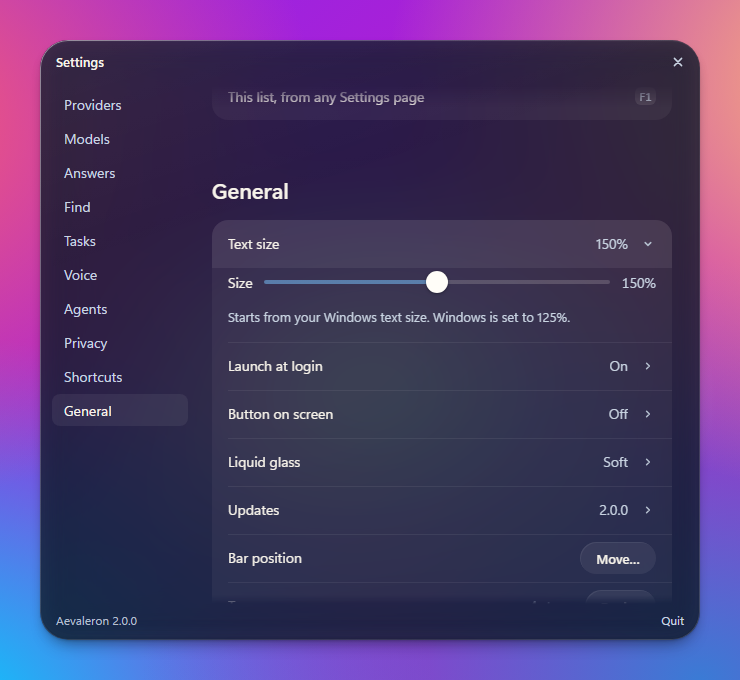 Settings
Providers
Models
Answers
Find
Tasks
Voice
Agents
Privacy
Shortcuts
General
This list, from any Settings page F1
General
Text size 150%
Size 150%
Starts from your Windows text size. Windows is set to 125%.
Launch at login On
Button on screen Off
Liquid glass Soft
Updates 2.0.0
Bar position Move...
Aevaleron 2.0.0
Quit